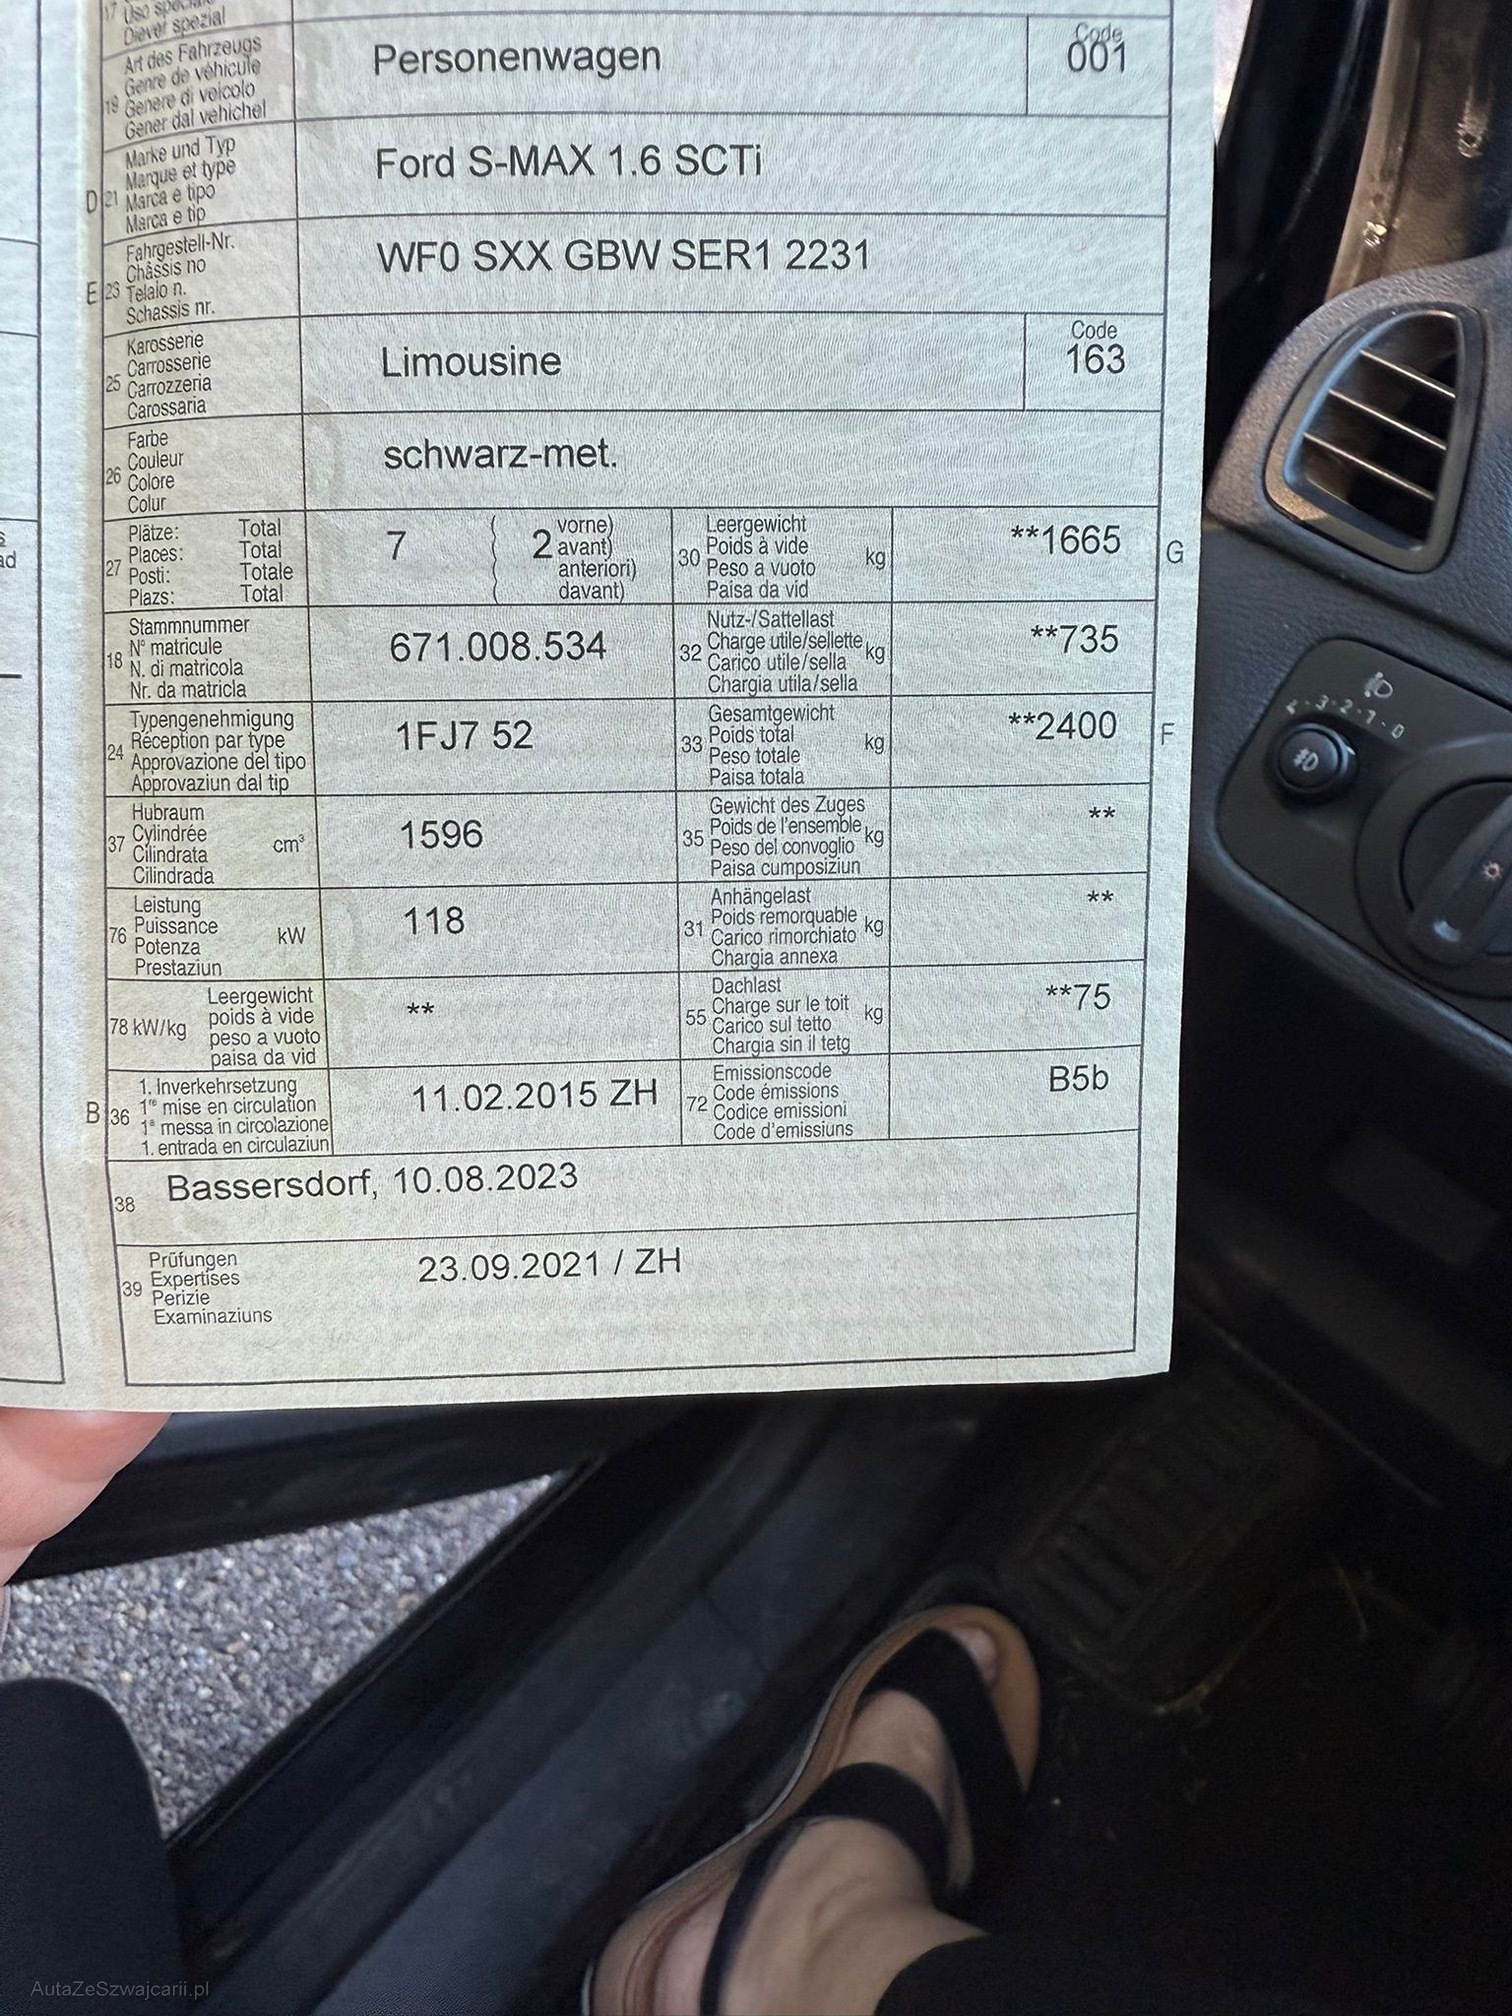 17 Uso speciale
Diever spezial
Art des Fahrzeugs
Genre de véhicule
19 Genere di veicolo
Gener dal vehichel
Personenwagen
Code
001
Marke und Typ
Marque et type
D 21 Marca e tipo
Marca e tip
Ford S-MAX 1.6 SCTi
Fahrgestell-Nr.
Châssis no
E 23 Telaio n.
Schassis nr.
WF0 SXX GBW SER1 2231
Karosserie
Carrosserie
25 Carrozzeria
Carossaria
Limousine
Code
163
Farbe
26 Couleur
Colore
Colur
schwarz-met.
Plätze: Total
27 Places: Total
Posti: Totale
Plazs: Total
7 ( 2 vorne)
avant)
anteriori)
davant)
Leergewicht
30 Poids à vide kg
Peso a vuoto
Paisa da vid
**1665 G
Stammnummer
18 N° matricule
N. di matricola
Nr. da matricla
671.008.534
Nutz-/Sattellast
32 Charge utile/sellette kg
Carico utile/sella
Chargia utila/sella
**735
Typengenehmigung
24 Réception par type
Approvazione del tipo
Approvaziun dal tip
1FJ7 52
Gesamtgewicht
33 Poids total kg
Peso totale
Paisa totala
**2400 F
Hubraum
37 Cylindrée cm³
Cilindrata
Cilindrada
1596
Gewicht des Zuges
35 Poids de l'ensemble kg
Peso del convoglio
Paisa cumposiziun
**
Leistung
76 Puissance kW
Potenza
Prestaziun
118
Anhängelast
31 Poids remorquable kg
Carico rimorchiato
Chargia annexa
**
Leergewicht
78 kW/kg poids à vide
peso a vuoto
paisa da vid
**
Dachlast
55 Charge sur le toit kg
Carico sul tetto
Chargia sin il tetg
**75
1. Inverkehrsetzung
B 36 1re mise en circulation
1a messa in circolazione
1. entrada en circulaziun
11.02.2015 ZH
Emissionscode
72 Code émissions
Codice emissioni
Code d'emissiuns
B5b
38 Bassersdorf, 10.08.2023
Prüfungen
39 Expertises
Perizie
Examinaziuns
23.09.2021 / ZH
4 · 3 · 2 · 1 · 0
AutaZeSzwajcarii.pl